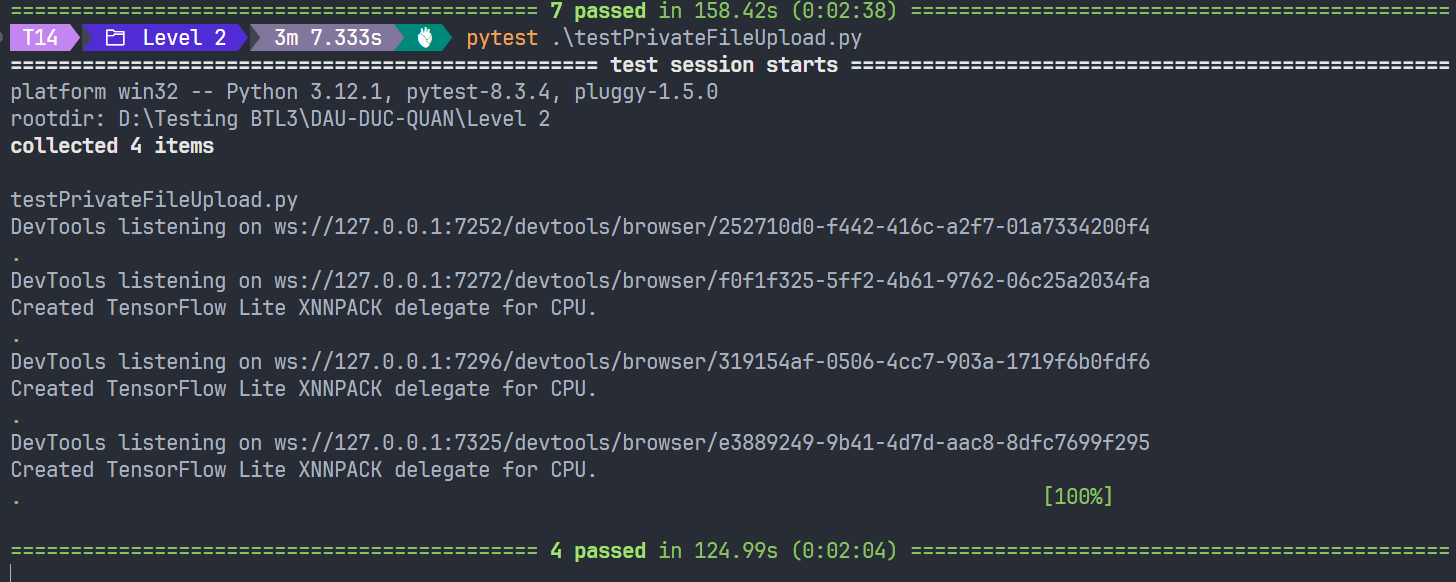 ============================================ 7 passed in 158.42s (0:02:38) =============================================
T14 Level 2 3m 7.333s pytest .\testPrivateFileUpload.py
================================================= test session starts ==================================================
platform win32 -- Python 3.12.1, pytest-8.3.4, pluggy-1.5.0
rootdir: D:\Testing BTL3\DAU-DUC-QUAN\Level 2
collected 4 items
testPrivateFileUpload.py
DevTools listening on ws://127.0.0.1:7252/devtools/browser/252710d0-f442-416c-a2f7-01a7334200f4
.
DevTools listening on ws://127.0.0.1:7272/devtools/browser/f0f1f325-5ff2-4b61-9762-06c25a2034fa
Created TensorFlow Lite XNNPACK delegate for CPU.
.
DevTools listening on ws://127.0.0.1:7296/devtools/browser/319154af-0506-4cc7-903a-1719f6b0fdf6
Created TensorFlow Lite XNNPACK delegate for CPU.
.
DevTools listening on ws://127.0.0.1:7325/devtools/browser/e3889249-9b41-4d7d-aac8-8dfc7699f295
Created TensorFlow Lite XNNPACK delegate for CPU.
. [100%]
============================================ 4 passed in 124.99s (0:02:04) =============================================